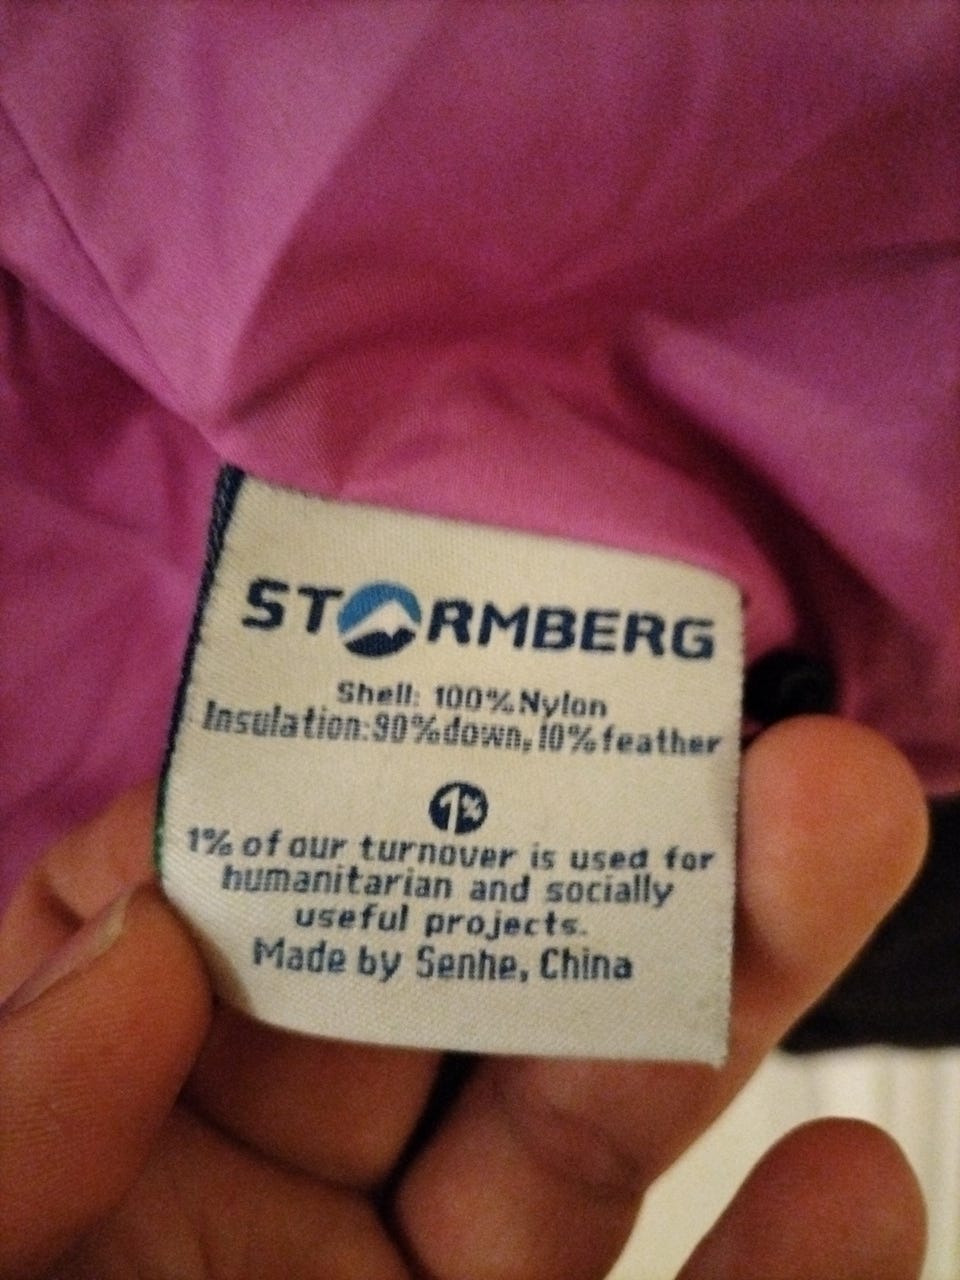 STORMBERG
Shell: 100% Nylon
Insulation: 90% down, 10% feather
1%
1% of our turnover is used for
humanitarian and socially
useful projects.
Made by Senhe, China